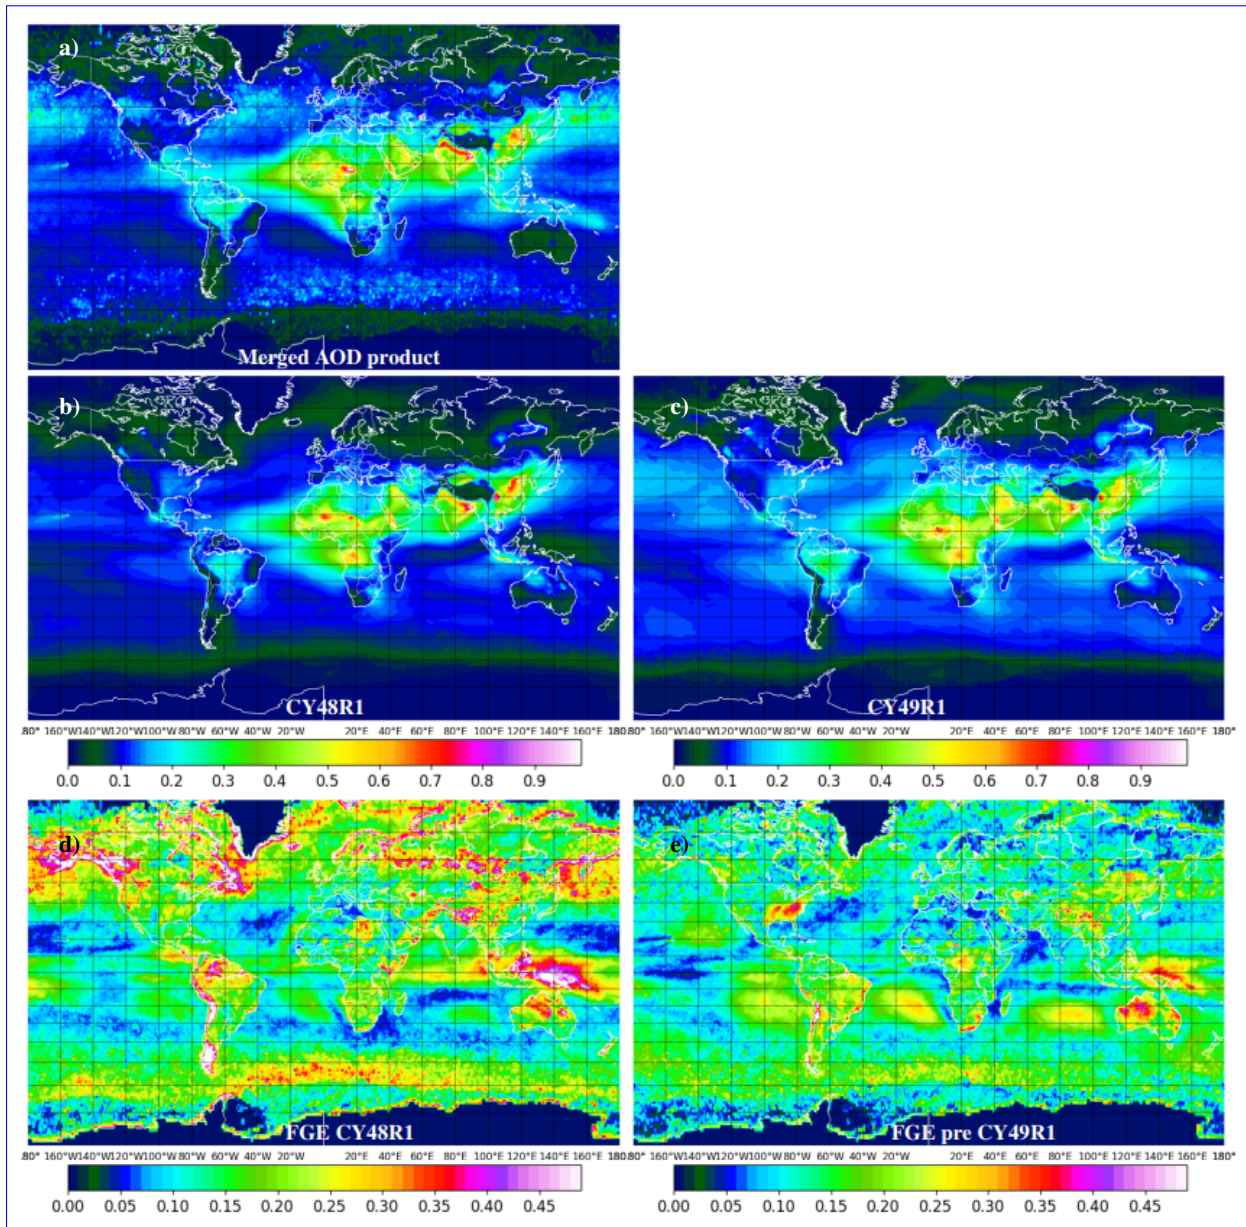 a)
Merged AOD product
b)
CY48R1
c)
CY49R1
80° 160°W140°W120°W100°W80°W 60°W 40°W 20°W 20°E 40°E 60°E 80°E 100°E 120°E 140°E 160°E
80° 160°W140°W120°W100°W80°W 60°W 40°W 20°W 20°E 40°E 60°E 80°E 100°E 120°E 140°E 160°E 180°
0.0 0.1 0.2 0.3 0.4 0.5 0.6 0.7 0.8 0.9
0.0 0.1 0.2 0.3 0.4 0.5 0.6 0.7 0.8 0.9
d)
FGE CY48R1
e)
FGE pre CY49R1
80° 160°W140°W120°W100°W80°W 60°W 40°W 20°W 20°E 40°E 60°E 80°E 100°E 120°E 140°E 160°E
80° 160°W140°W120°W100°W80°W 60°W 40°W 20°W 20°E 40°E 60°E 80°E 100°E 120°E 140°E 160°E 180°
0.00 0.05 0.10 0.15 0.20 0.25 0.30 0.35 0.40 0.45
0.00 0.05 0.10 0.15 0.20 0.25 0.30 0.35 0.40 0.45